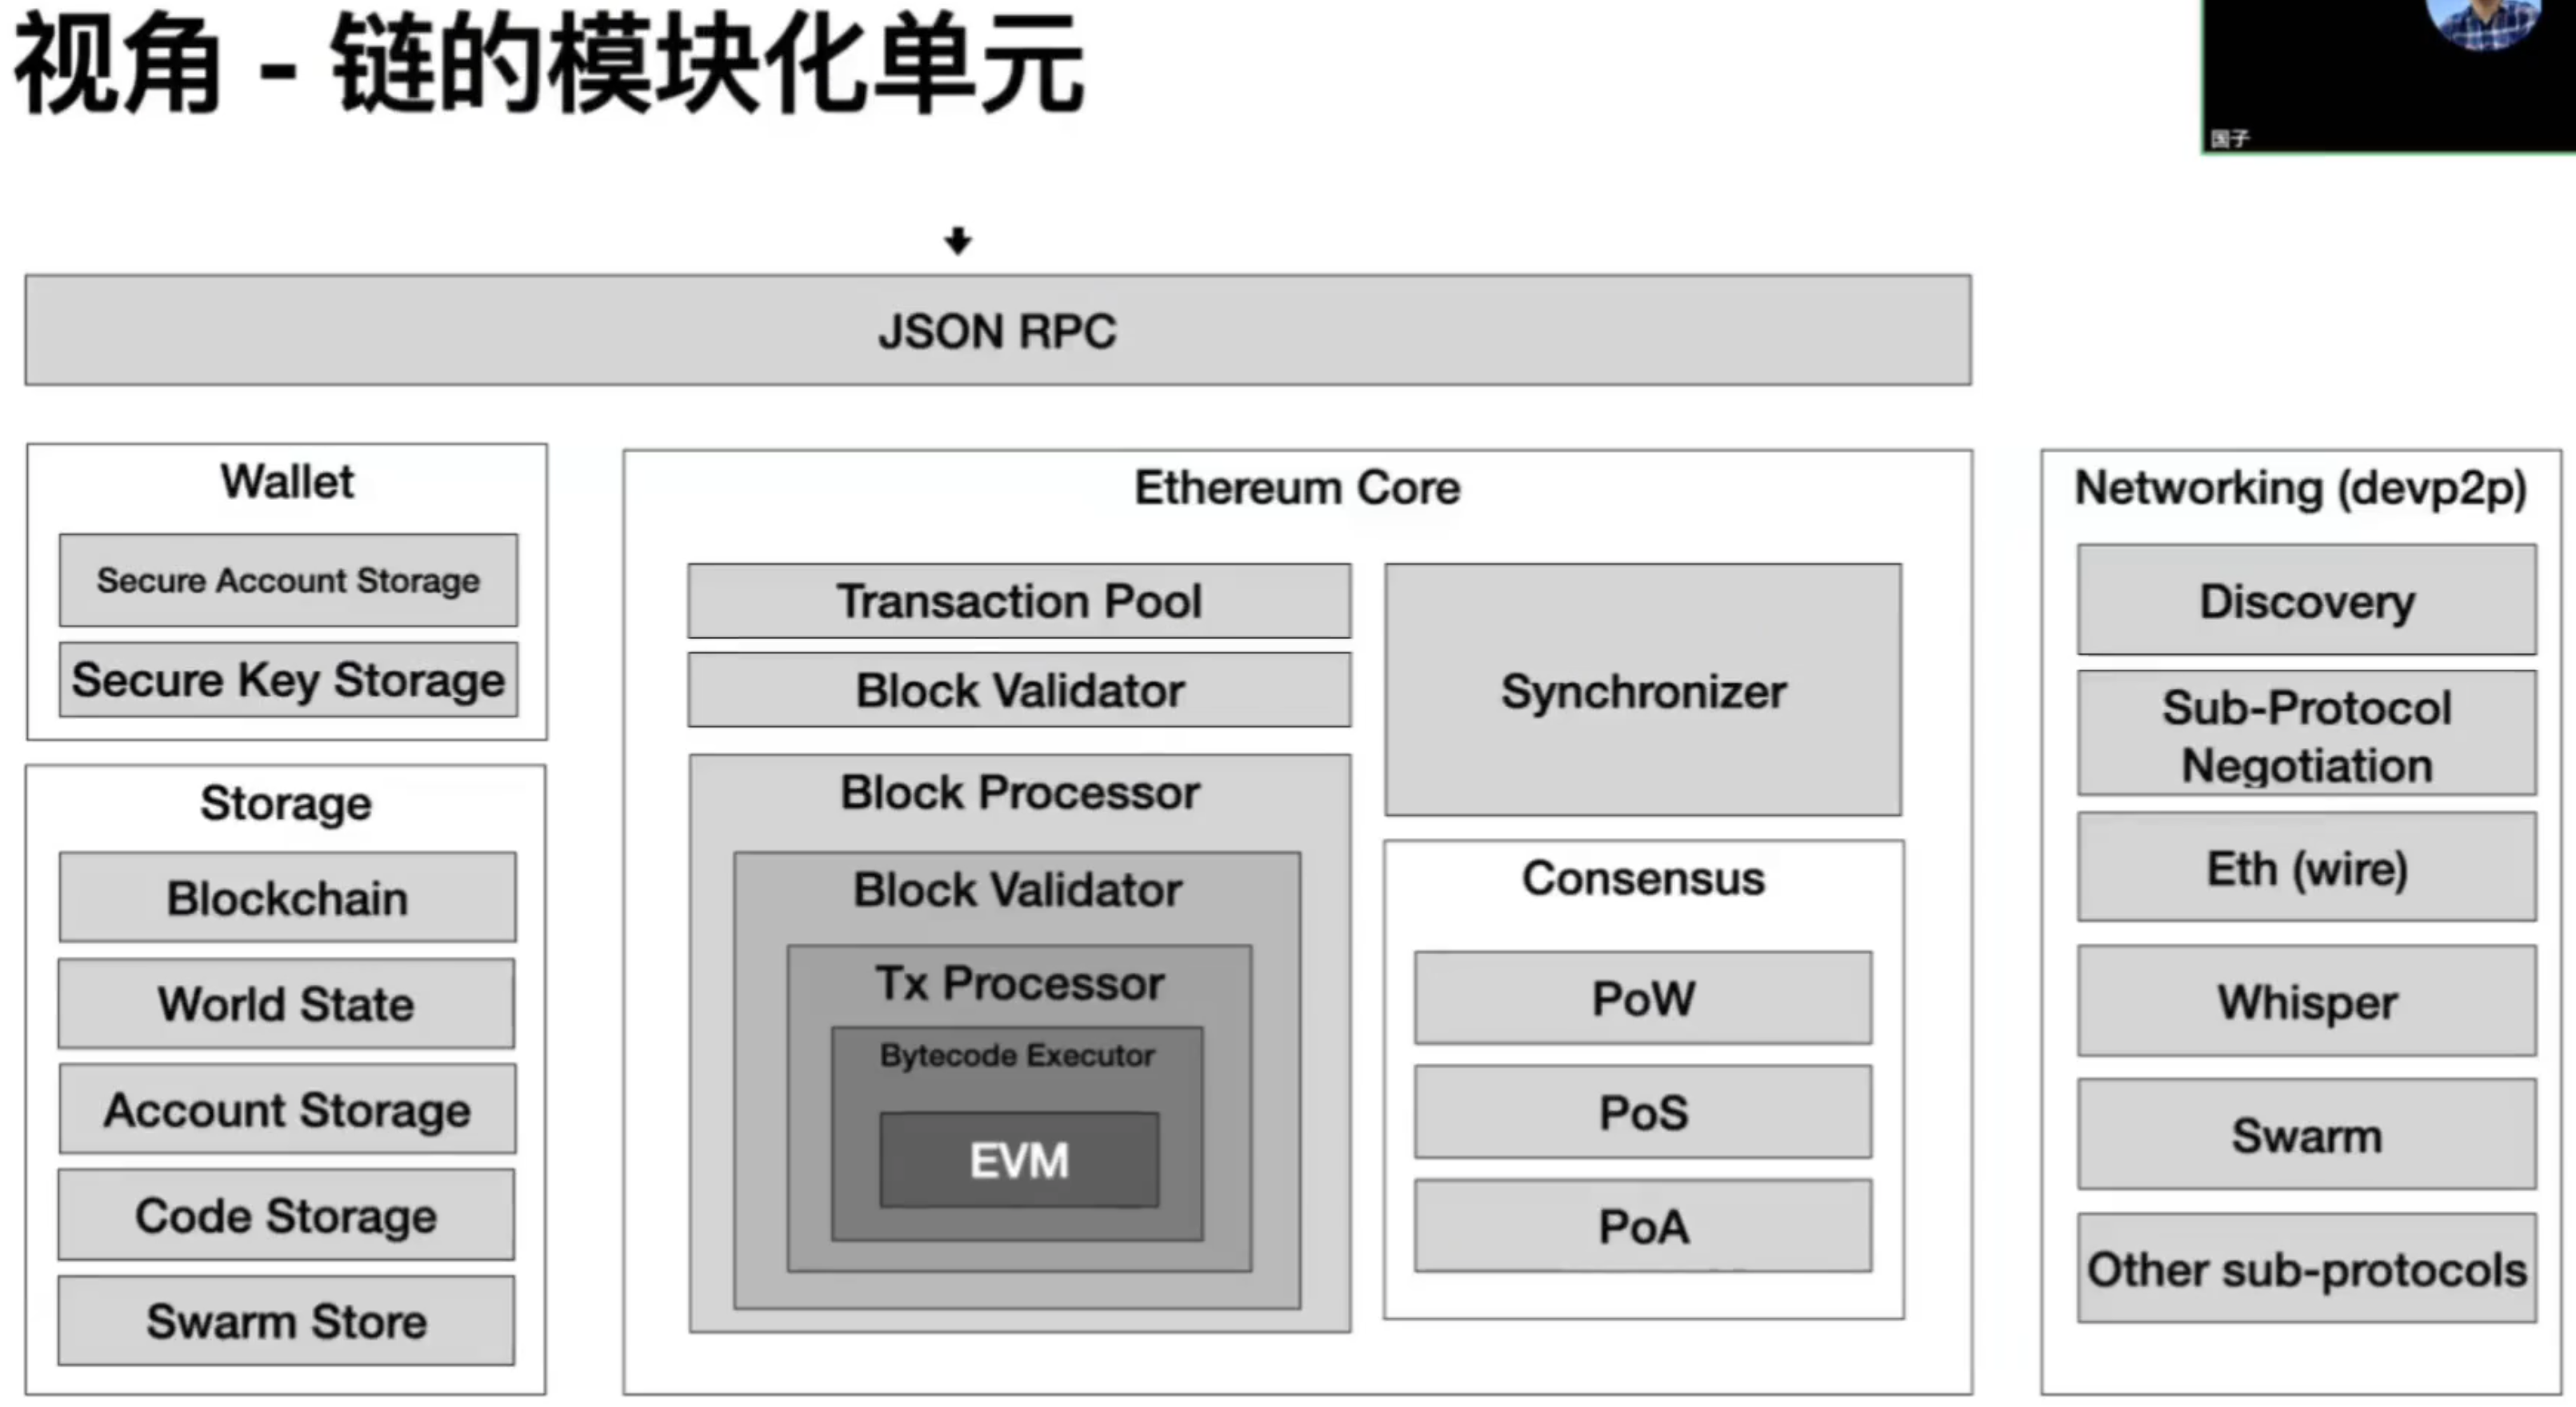 视角 - 链的模块化单元
国子
JSON RPC
Wallet
Secure Account Storage
Secure Key Storage
Storage
Blockchain
World State
Account Storage
Code Storage
Swarm Store
Ethereum Core
Transaction Pool
Block Validator
Block Processor
Block Validator
Tx Processor
Bytecode Executor
EVM
Synchronizer
Consensus
PoW
PoS
PoA
Networking (devp2p)
Discovery
Sub-Protocol
Negotiation
Eth (wire)
Whisper
Swarm
Other sub-protocols